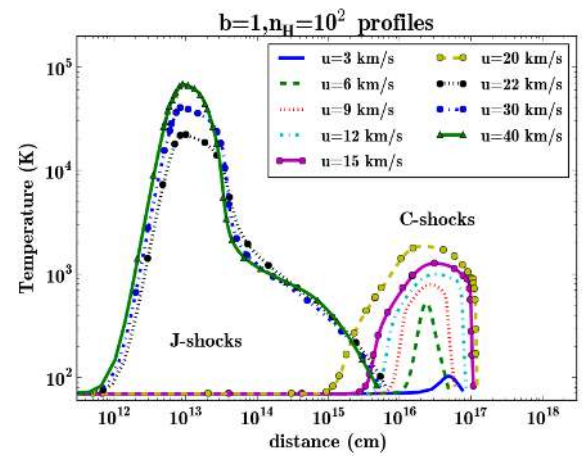 b=1,n_H=10^2 profiles
Temperature (K)
10^5
10^4
10^3
10^2
u=3 km/s
u=6 km/s
u=9 km/s
u=12 km/s
u=15 km/s
u=20 km/s
u=22 km/s
u=30 km/s
u=40 km/s
C-shocks
J-shocks
10^12 10^13 10^14 10^15 10^16 10^17 10^18
distance (cm)